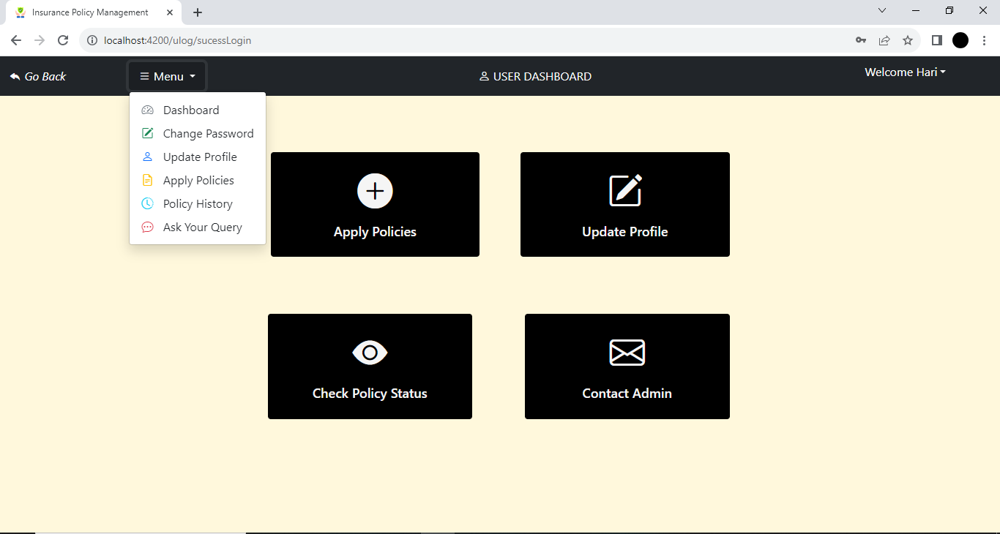 Insurance Policy Management
localhost:4200/ulog/sucessLogin
Go Back
Menu
USER DASHBOARD
Welcome Hari
Dashboard
Change Password
Update Profile
Apply Policies
Policy History
Ask Your Query
Apply Policies
Update Profile
Check Policy Status
Contact Admin